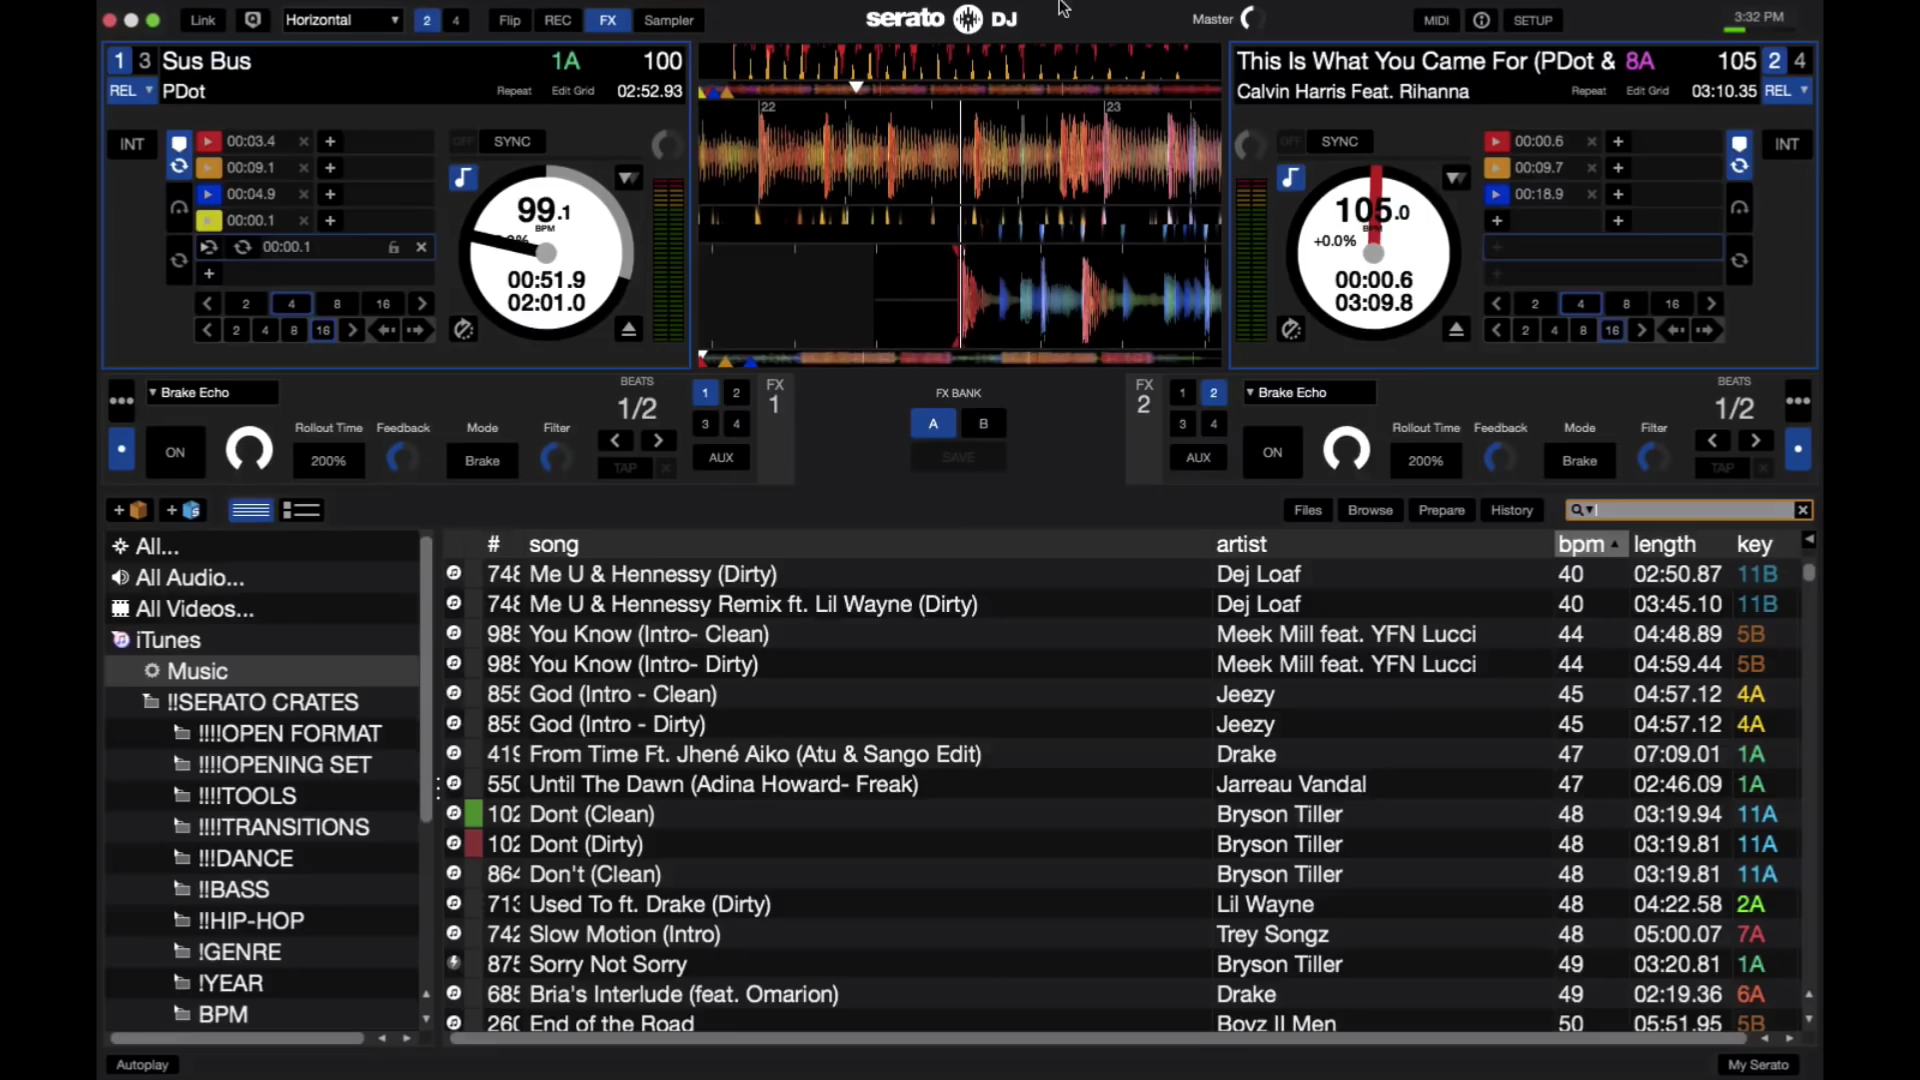 Link Horizontal 2 4 Flip REC FX Sampler serato DJ Master MIDI SETUP 3:32 PM
1 3 Sus Bus 1A 100
REL PDot Repeat Edit Grid 02:52.93
This Is What You Came For (PDot & 8A 105 2 4
Calvin Harris Feat. Rihanna Repeat Edit Grid 03:10.35 REL
22 23
INT 00:03.4 OFF SYNC
00:09.1
00:04.9
00:00.1
00:00.1
99.1
BPM
00:51.9
02:01.0
2 4 8 16
2 4 8 16
OFF SYNC 00:00.6 INT
00:09.7
00:18.9
105.0
BPM
+0.0%
00:00.6
03:09.8
2 4 8 16
2 4 8 16
Brake Echo BEATS 1/2 1 2 FX 1
ON Rollout Time Feedback Mode Filter 3 4
200% Brake TAP AUX
FX BANK
A B
SAVE
FX 2 1 2 Brake Echo BEATS 1/2
3 4 ON Rollout Time Feedback Mode Filter
AUX 200% Brake TAP
Files Browse Prepare History
All...
All Audio...
All Videos...
iTunes
Music
!!SERATO CRATES
!!!!OPEN FORMAT
!!!!OPENING SET
!!!!TOOLS
!!!!TRANSITIONS
!!!DANCE
!!BASS
!!HIP-HOP
!GENRE
!YEAR
BPM
# song artist bpm length key
748 Me U & Hennessy (Dirty) Dej Loaf 40 02:50.87 11B
748 Me U & Hennessy Remix ft. Lil Wayne (Dirty) Dej Loaf 40 03:45.10 11B
985 You Know (Intro- Clean) Meek Mill feat. YFN Lucci 44 04:48.89 5B
985 You Know (Intro- Dirty) Meek Mill feat. YFN Lucci 44 04:59.44 5B
855 God (Intro - Clean) Jeezy 45 04:57.12 4A
855 God (Intro - Dirty) Jeezy 45 04:57.12 4A
419 From Time Ft. Jhené Aiko (Atu & Sango Edit) Drake 47 07:09.01 1A
550 Until The Dawn (Adina Howard- Freak) Jarreau Vandal 47 02:46.09 1A
102 Dont (Clean) Bryson Tiller 48 03:19.94 11A
102 Dont (Dirty) Bryson Tiller 48 03:19.81 11A
864 Don't (Clean) Bryson Tiller 48 03:19.81 11A
713 Used To ft. Drake (Dirty) Lil Wayne 48 04:22.58 2A
742 Slow Motion (Intro) Trey Songz 48 05:00.07 7A
875 Sorry Not Sorry Bryson Tiller 49 03:20.81 1A
685 Bria's Interlude (feat. Omarion) Drake 49 02:19.36 6A
260 End of the Road Boyz II Men 50 05:51.95 5B
Autoplay My Serato